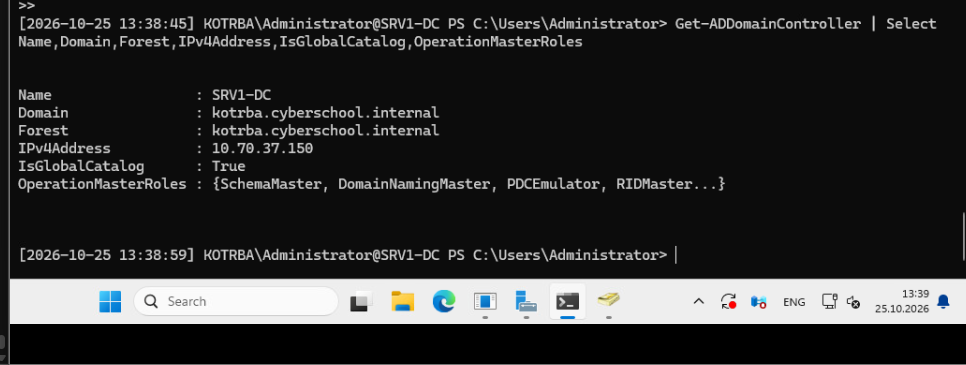 >>
[2026-10-25 13:38:45] KOTRBA\Administrator@SRV1-DC PS C:\Users\Administrator> Get-ADDomainController | Select
Name,Domain,Forest,IPv4Address,IsGlobalCatalog,OperationMasterRoles
Name                 : SRV1-DC
Domain               : kotrba.cyberschool.internal
Forest               : kotrba.cyberschool.internal
IPv4Address          : 10.70.37.150
IsGlobalCatalog      : True
OperationMasterRoles : {SchemaMaster, DomainNamingMaster, PDCEmulator, RIDMaster...}
[2026-10-25 13:38:59] KOTRBA\Administrator@SRV1-DC PS C:\Users\Administrator>
Search
ENG
13:39
25.10.2026